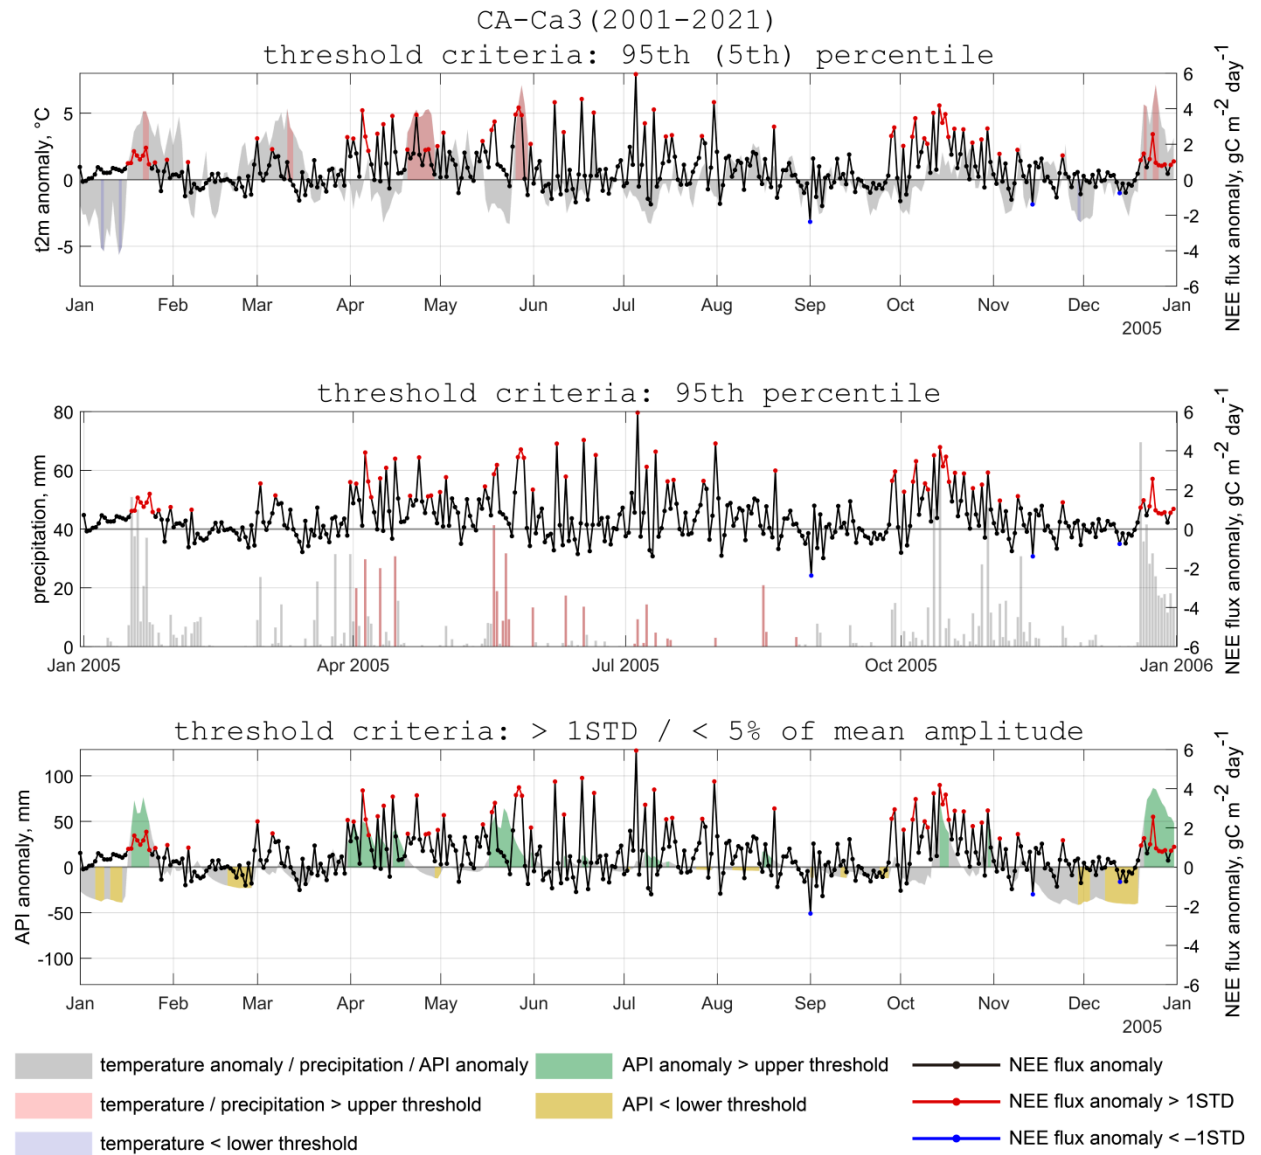 CA-Ca3(2001-2021)
threshold criteria: 95th (5th) percentile
t2m anomaly, °C
5
0
-5
6
4
2
0
-2
-4
-6
NEE flux anomaly, gC m⁻² day⁻¹
Jan Feb Mar Apr May Jun Jul Aug Sep Oct Nov Dec Jan
2005
threshold criteria: 95th percentile
precipitation, mm
80
60
40
20
0
6
4
2
0
-2
-4
-6
NEE flux anomaly, gC m⁻² day⁻¹
Jan 2005 Apr 2005 Jul 2005 Oct 2005 Jan 2006
threshold criteria: > 1STD / < 5% of mean amplitude
API anomaly, mm
100
50
0
-50
-100
6
4
2
0
-2
-4
-6
NEE flux anomaly, gC m⁻² day⁻¹
Jan Feb Mar Apr May Jun Jul Aug Sep Oct Nov Dec Jan
2005
temperature anomaly / precipitation / API anomaly
temperature / precipitation > upper threshold
temperature < lower threshold
API anomaly > upper threshold
API < lower threshold
NEE flux anomaly
NEE flux anomaly > 1STD
NEE flux anomaly < –1STD